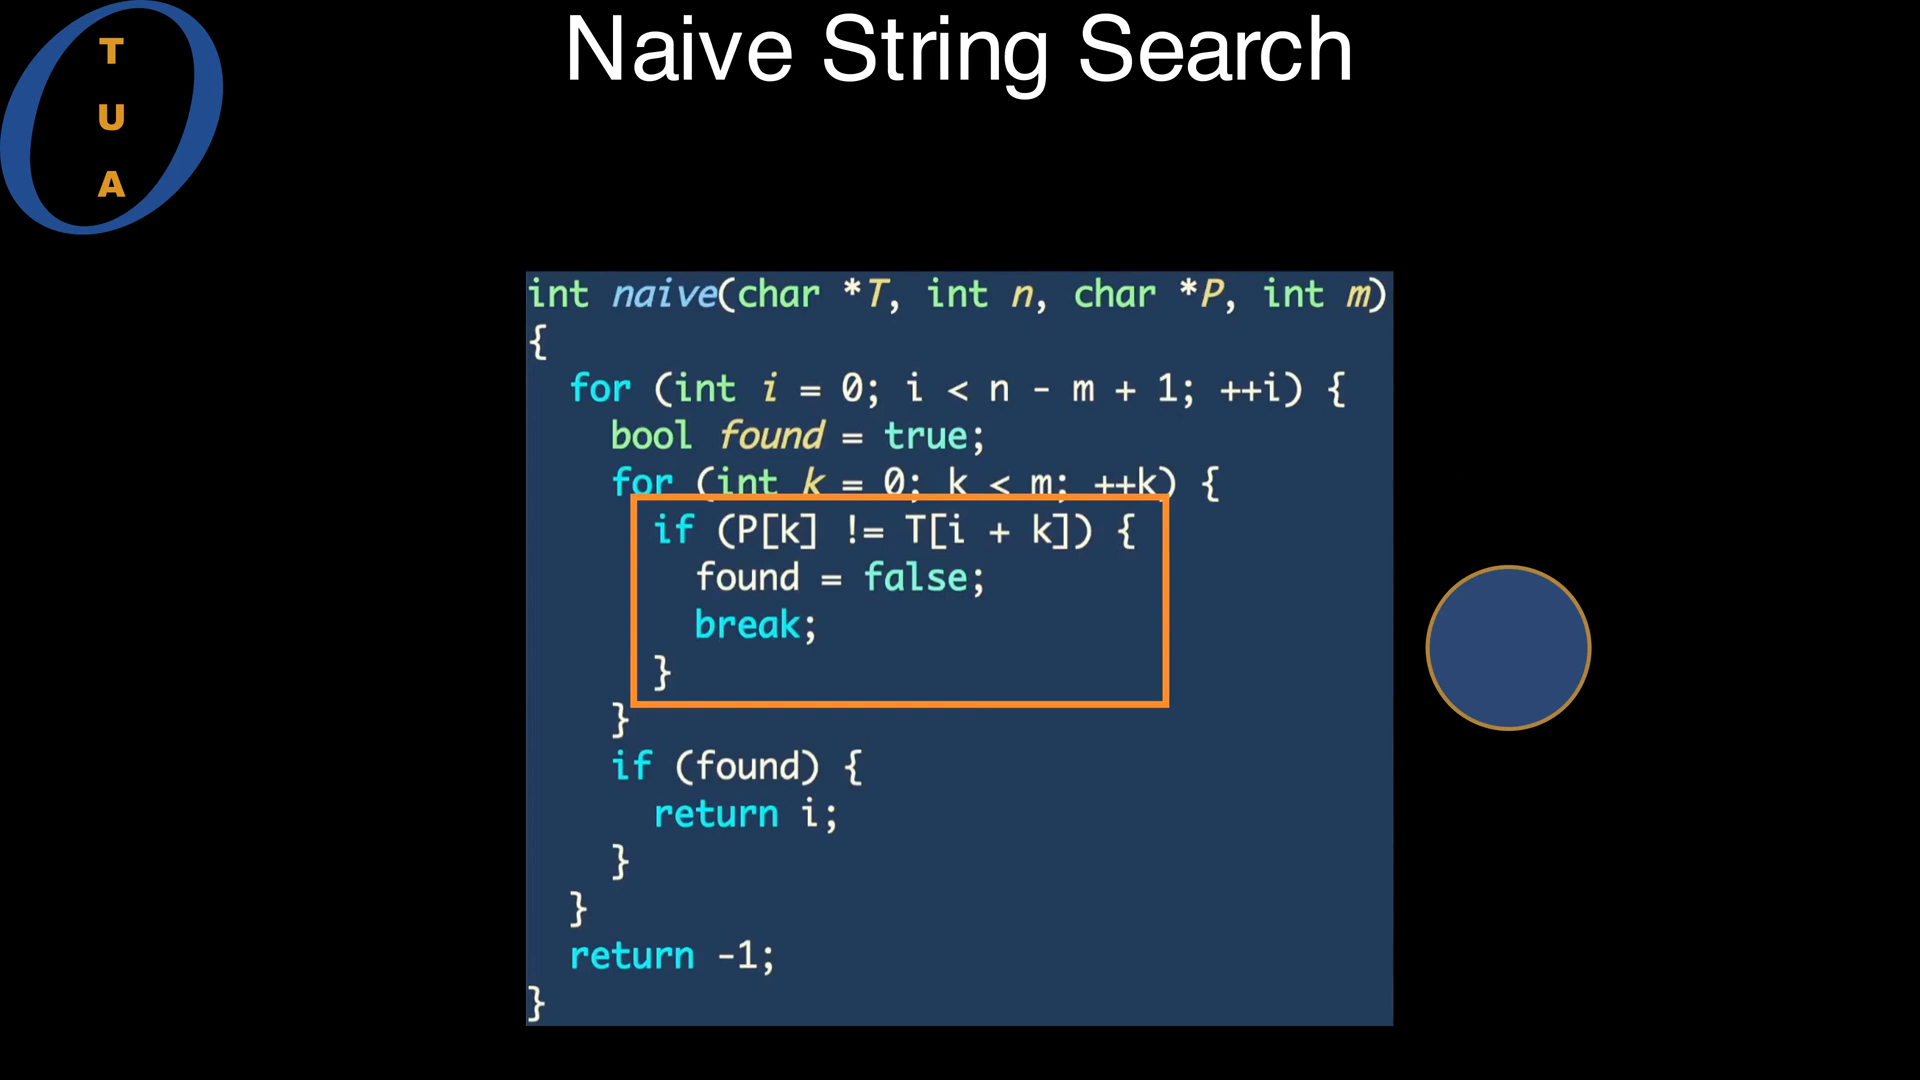 T
U
A
Naive String Search
int naive(char *T, int n, char *P, int m)
{
for (int i = 0; i < n - m + 1; ++i) {
bool found = true;
for (int k = 0; k < m; ++k) {
if (P[k] != T[i + k]) {
found = false;
break;
}
}
if (found) {
return i;
}
}
return -1;
}